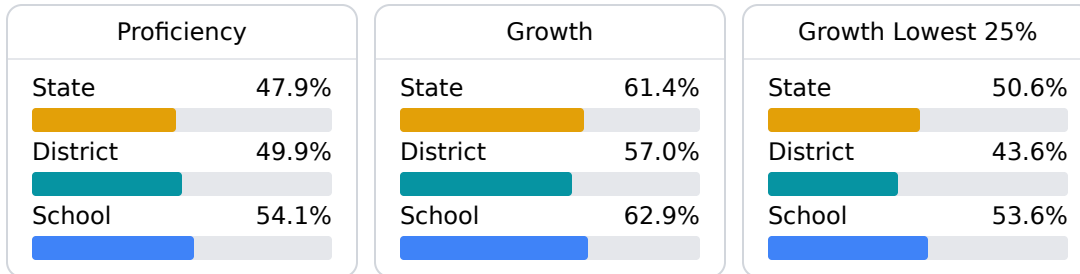 Proficiency
State 47.9%
District 49.9%
School 54.1%
Growth
State 61.4%
District 57.0%
School 62.9%
Growth Lowest 25%
State 50.6%
District 43.6%
School 53.6%